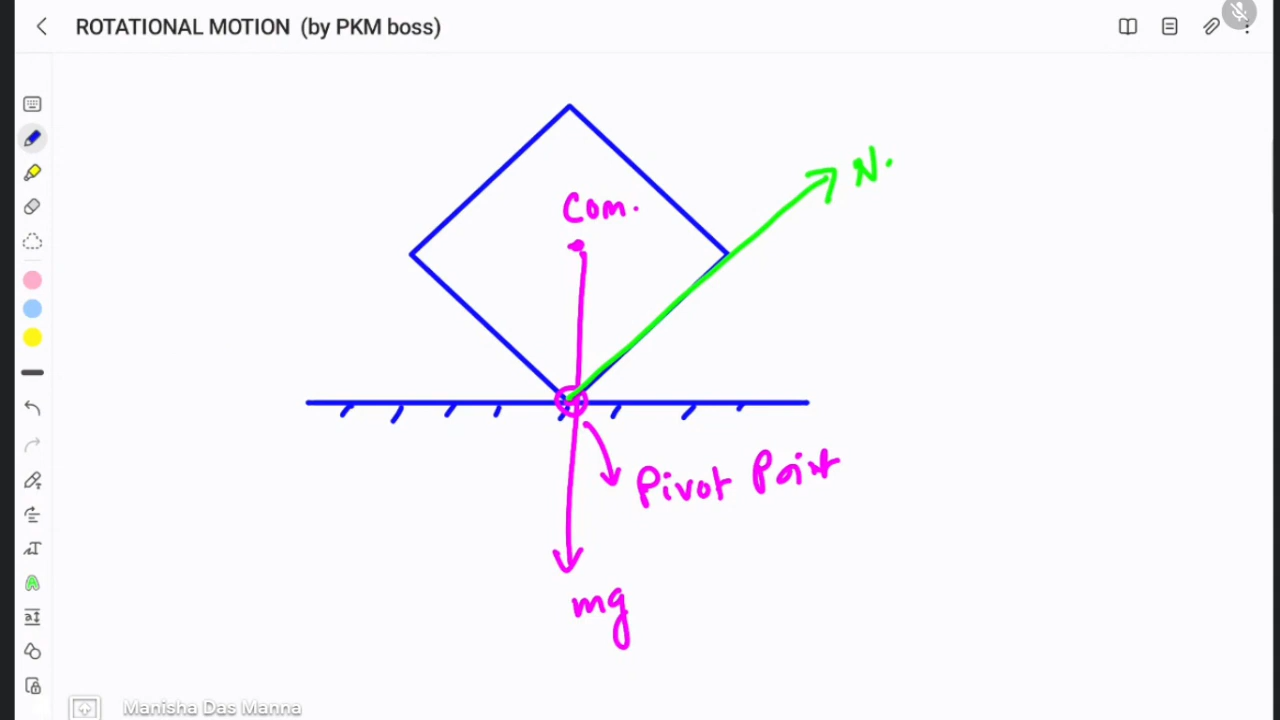 ROTATIONAL MOTION (by PKM boss)
N.
Com.
Pivot Point
mg
Manisha Das Manna